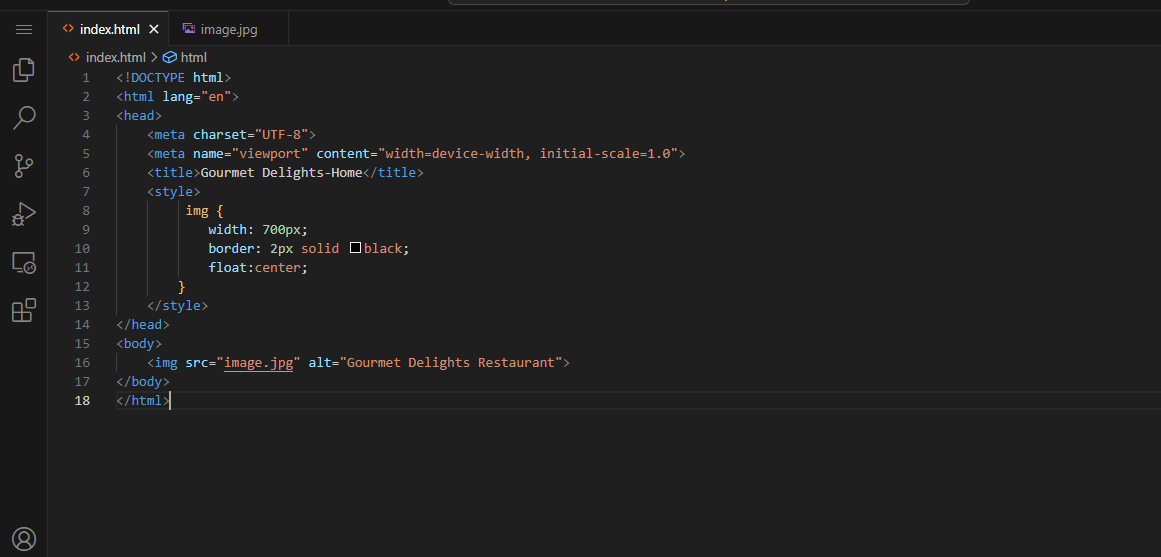 index.html
image.jpg
index.html > html
1 <!DOCTYPE html>
2 <html lang="en">
3 <head>
4 <meta charset="UTF-8">
5 <meta name="viewport" content="width=device-width, initial-scale=1.0">
6 <title>Gourmet Delights-Home</title>
7 <style>
8 img {
9 width: 700px;
10 border: 2px solid black;
11 float:center;
12 }
13 </style>
14 </head>
15 <body>
16 <img src="image.jpg" alt="Gourmet Delights Restaurant">
17 </body>
18 </html>